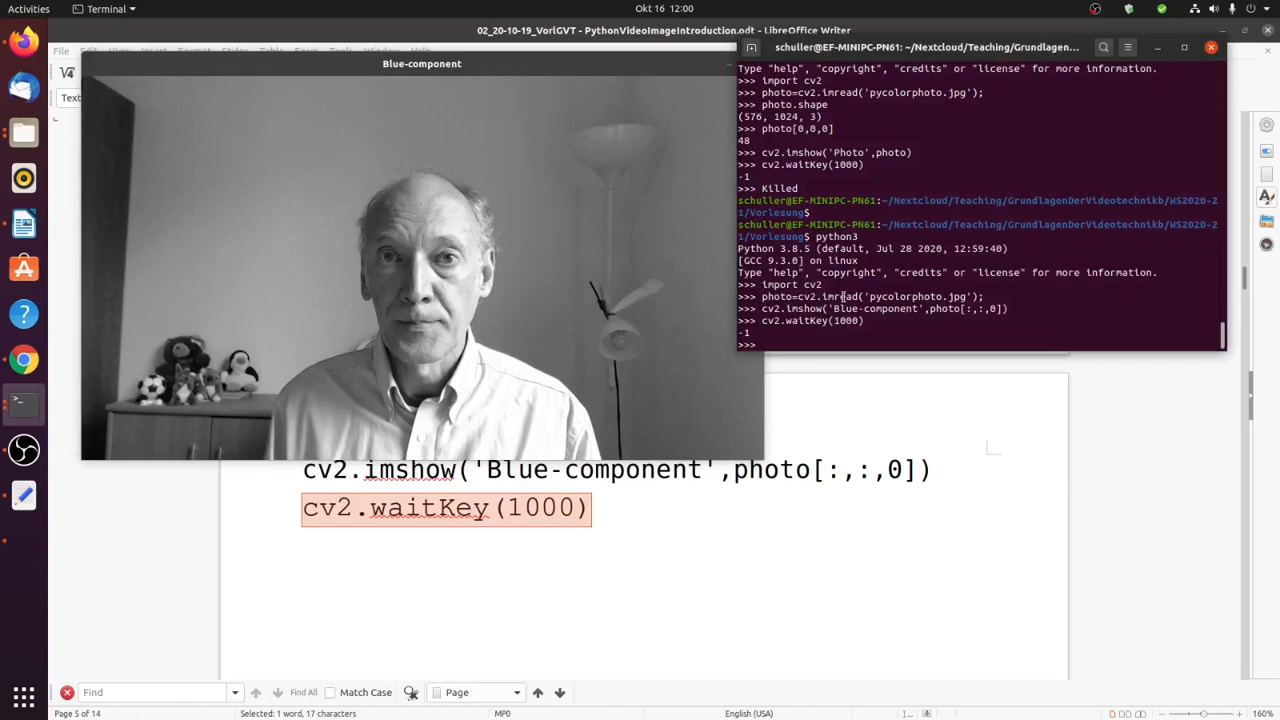 Activities
Terminal
Okt 16 12:00
02_20-10-19_VorlGVT - PythonVideoImageIntroduction.odt - LibreOffice Writer
Blue-component
schuller@EF-MINIPC-PN61: ~/Nextcloud/Teaching/Grundlagen...
Type "help", "copyright", "credits" or "license" for more information.
>>> import cv2
>>> photo=cv2.imread('pycolorphoto.jpg');
>>> photo.shape
(576, 1024, 3)
>>> photo[0,0,0]
48
>>> cv2.imshow('Photo',photo)
>>> cv2.waitKey(1000)
-1
>>> Killed
schuller@EF-MINIPC-PN61:~/Nextcloud/Teaching/GrundlagenDerVideotechnikb/WS2020-2
1/Vorlesung$
schuller@EF-MINIPC-PN61:~/Nextcloud/Teaching/GrundlagenDerVideotechnikb/WS2020-2
1/Vorlesung$ python3
Python 3.8.5 (default, Jul 28 2020, 12:59:40)
[GCC 9.3.0] on linux
Type "help", "copyright", "credits" or "license" for more information.
>>> import cv2
>>> photo=cv2.imread('pycolorphoto.jpg');
>>> cv2.imshow('Blue-component',photo[:,:,0])
>>> cv2.waitKey(1000)
-1
>>>
File
Text
cv2.imshow('Blue-component',photo[:,:,0])
cv2.waitKey(1000)
Find
Find All
Match Case
Page
Page 5 of 14
Selected: 1 word, 17 characters
MP0
English (USA)
160%